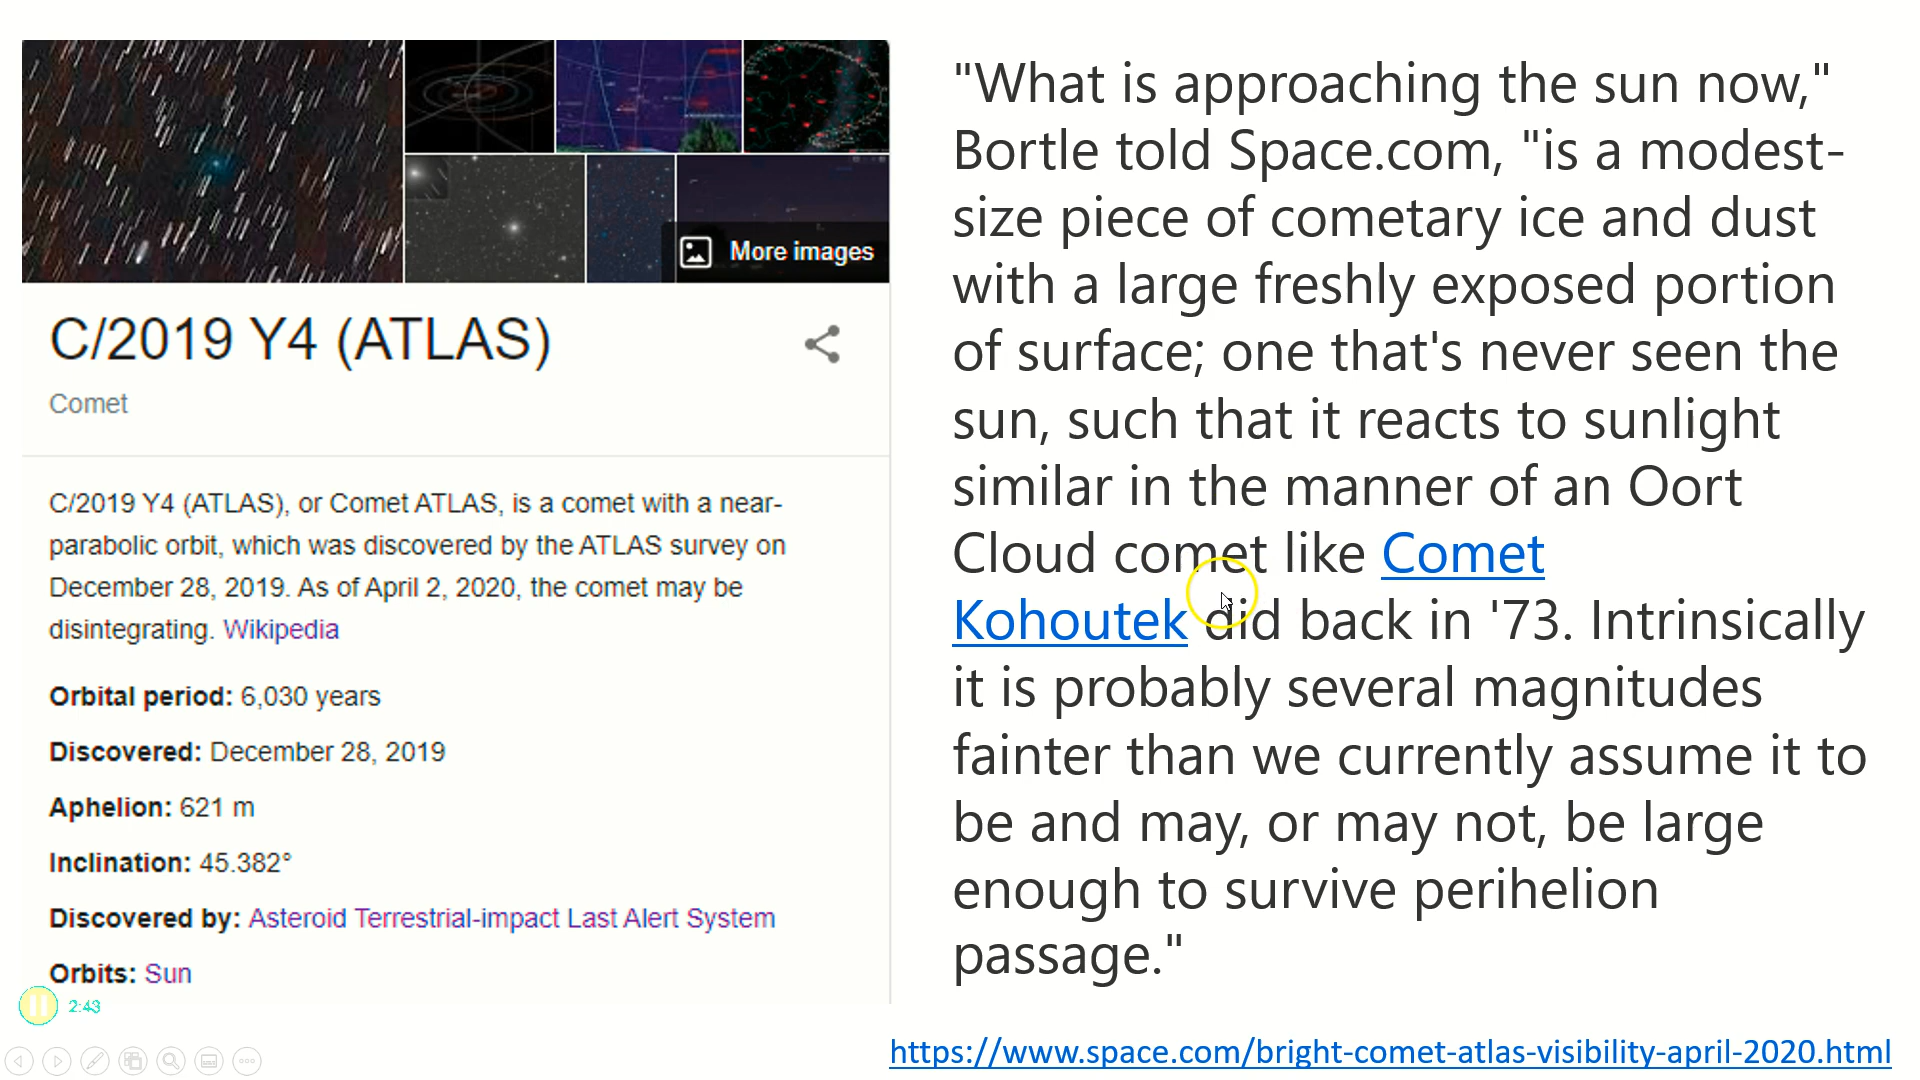 More images
C/2019 Y4 (ATLAS)
Comet
C/2019 Y4 (ATLAS), or Comet ATLAS, is a comet with a near-
parabolic orbit, which was discovered by the ATLAS survey on
December 28, 2019. As of April 2, 2020, the comet may be
disintegrating. Wikipedia
Orbital period: 6,030 years
Discovered: December 28, 2019
Aphelion: 621 m
Inclination: 45.382°
Discovered by: Asteroid Terrestrial-impact Last Alert System
Orbits: Sun
2:43
"What is approaching the sun now,"
Bortle told Space.com, "is a modest-
size piece of cometary ice and dust
with a large freshly exposed portion
of surface; one that's never seen the
sun, such that it reacts to sunlight
similar in the manner of an Oort
Cloud comet like Comet
Kohoutek did back in '73. Intrinsically
it is probably several magnitudes
fainter than we currently assume it to
be and may, or may not, be large
enough to survive perihelion
passage."
https://www.space.com/bright-comet-atlas-visibility-april-2020.html